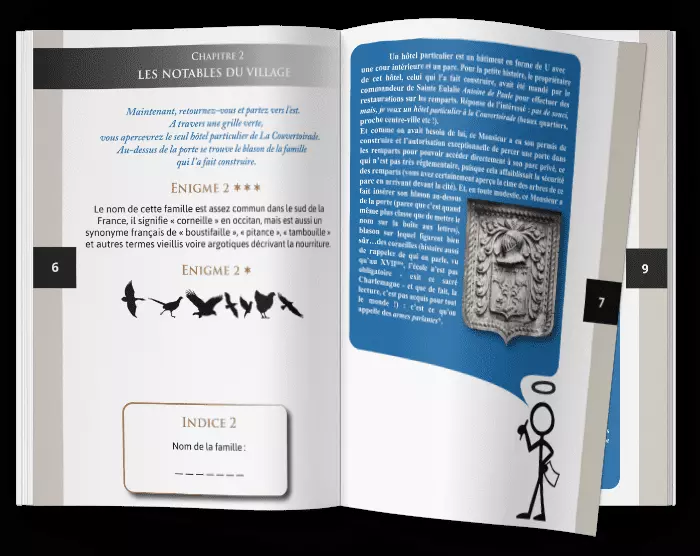 CHAPITRE 2
LES NOTABLES DU VILLAGE
Maintenant, retournez-vous et partez vers l'est.
A travers une grille verte,
vous apercevrez le seul hôtel particulier de La Couvertoirade.
Au-dessus de la porte se trouve le blason de la famille
qui l'a fait construire.
ENIGME 2 ***
Le nom de cette famille est assez commun dans le sud de la
France, il signifie « corneille » en occitan, mais est aussi un
synonyme français de « boustifaille », « pitance », « tambouille »
et autres termes vieillis voire argotiques décrivant la nourriture.
ENIGME 2 *
INDICE 2
Nom de la famille :
_ _ _ _ _ _ _
6
Un hôtel particulier est un bâtiment en forme de U avec
une cour intérieure et un parc. Pour la petite histoire, le propriétaire
de cet hôtel, celui qui l'a fait construire, avait été mandé par le
commandeur de Sainte Eulalie Antoine de Paule pour effectuer des
restaurations sur les remparts. Réponse de l'intéressé : pas de souci,
mais, je veux un hôtel particulier à la Couvertoirade (beaux quartiers,
proche centre-ville etc !).
Et comme on avait besoin de lui, ce Monsieur a eu son permis de
construire et l'autorisation exceptionnelle de percer une porte dans
les remparts pour pouvoir accéder directement à son parc privé, ce
qui n'est pas très réglementaire, puisque cela affaiblissait la sécurité
des remparts (vous avez certainement aperçu la cime des arbres de ce
parc en arrivant devant la cité). Et, en toute modestie, ce Monsieur a
fait insérer son blason au-dessus
de la porte (parce que c'est quand
même plus classe que de mettre le
nom sur la boîte aux lettres),
blason sur lequel figurent bien
sûr…des corneilles (histoire aussi
de rappeler de qui on parle, vu
qu'au XVIIème, l'école n'est pas
obligatoire - exit ce sacré
Charlemagne - et que de fait, la
lecture, c'est pas acquis pour tout
le monde !) : c'est ce qu'on
appelle des armes parlantes".
7
9